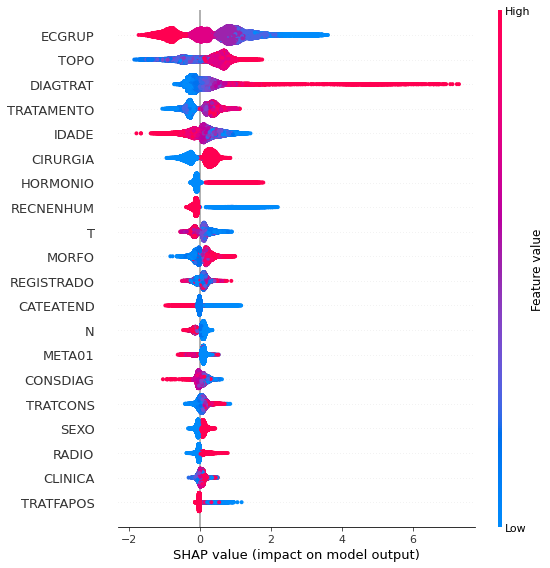 High
ECGRUP
TOPO
DIAGTRAT
TRATAMENTO
IDADE
CIRURGIA
HORMONIO
RECNENHUM
T
MORFO
REGISTRADO
CATEATEND
N
META01
CONSDIAG
TRATCONS
SEXO
RADIO
CLINICA
TRATFAPOS
Feature value
Low
−2 0 2 4 6
SHAP value (impact on model output)